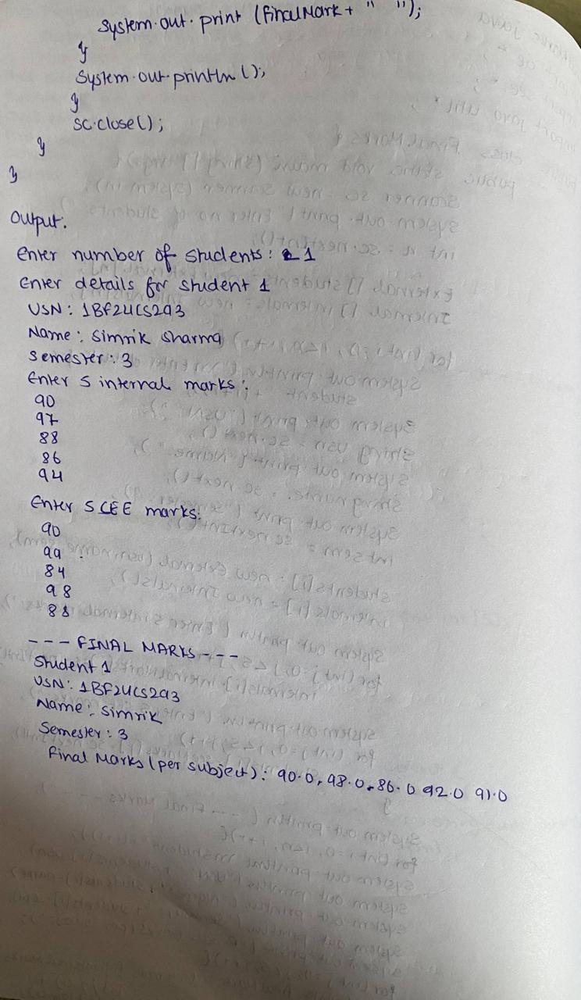 System.out.print (finalMark + " ");
}
System.out.println();
}
sc.close();
}
}
Output.
Enter number of students: 1
Enter details for student 1
USN: 1BF24CS293
Name: Simrik Sharma
Semester: 3
Enter 5 internal marks:
90
97
88
86
94
Enter 5 CEE marks:
90
99
84
98
88
--- FINAL MARKS ---
Student 1
USN: 1BF24CS293
Name: Simrik
Semester: 3
Final Marks (per subject): 90.0, 98.0, 86.0 92.0 91.0